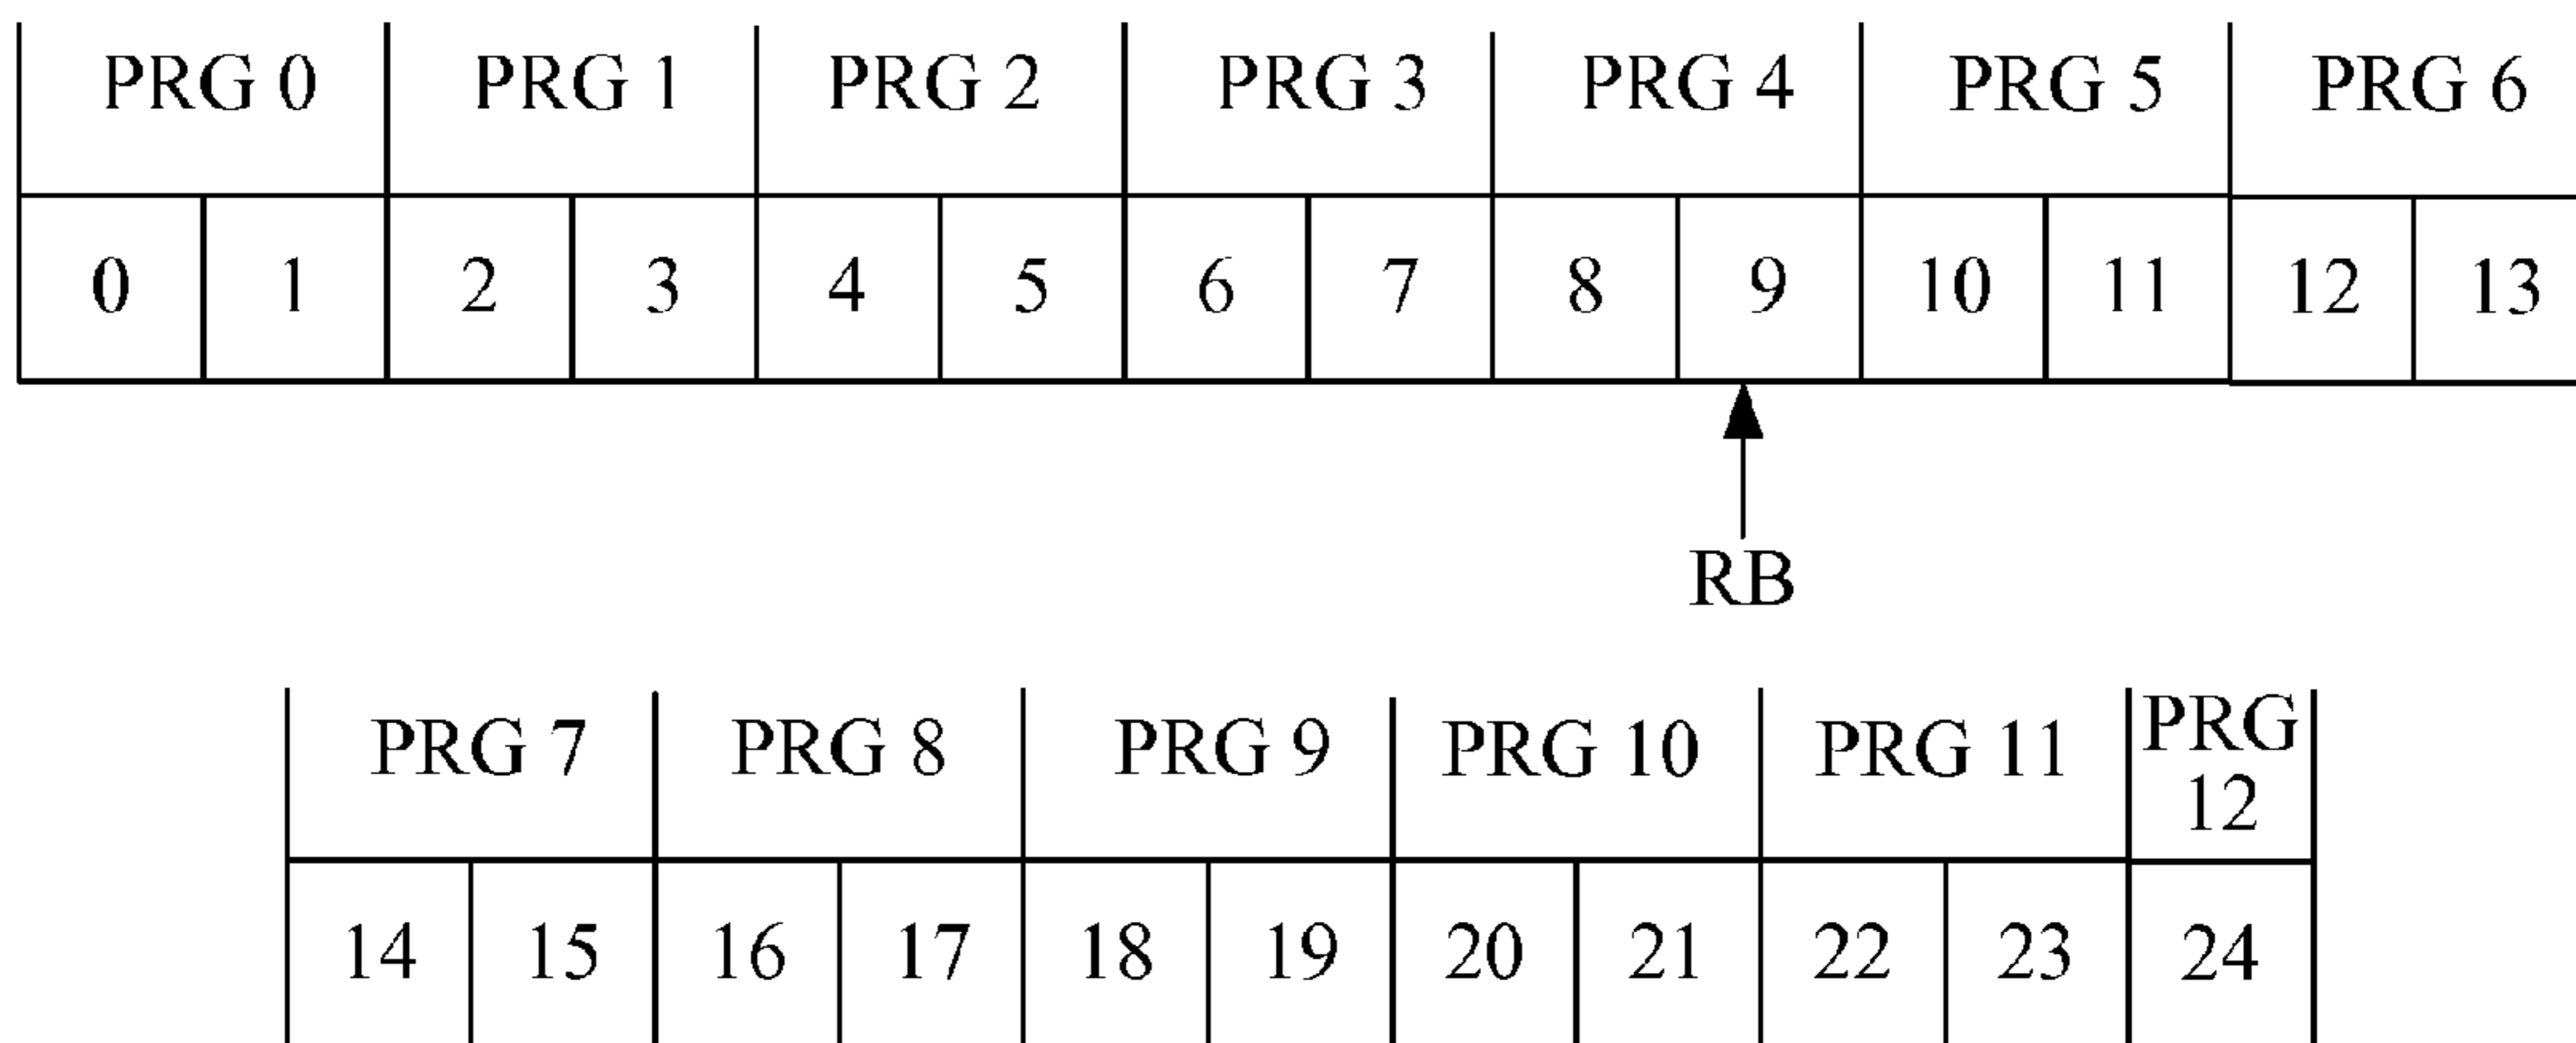 PRG 0 PRG 1 PRG 2 PRG 3 PRG 4 PRG 5 PRG 6
0 1 2 3 4 5 6 7 8 9 10 11 12 13
RB
PRG 7 PRG 8 PRG 9 PRG 10 PRG 11 PRG 12
14 15 16 17 18 19 20 21 22 23 24